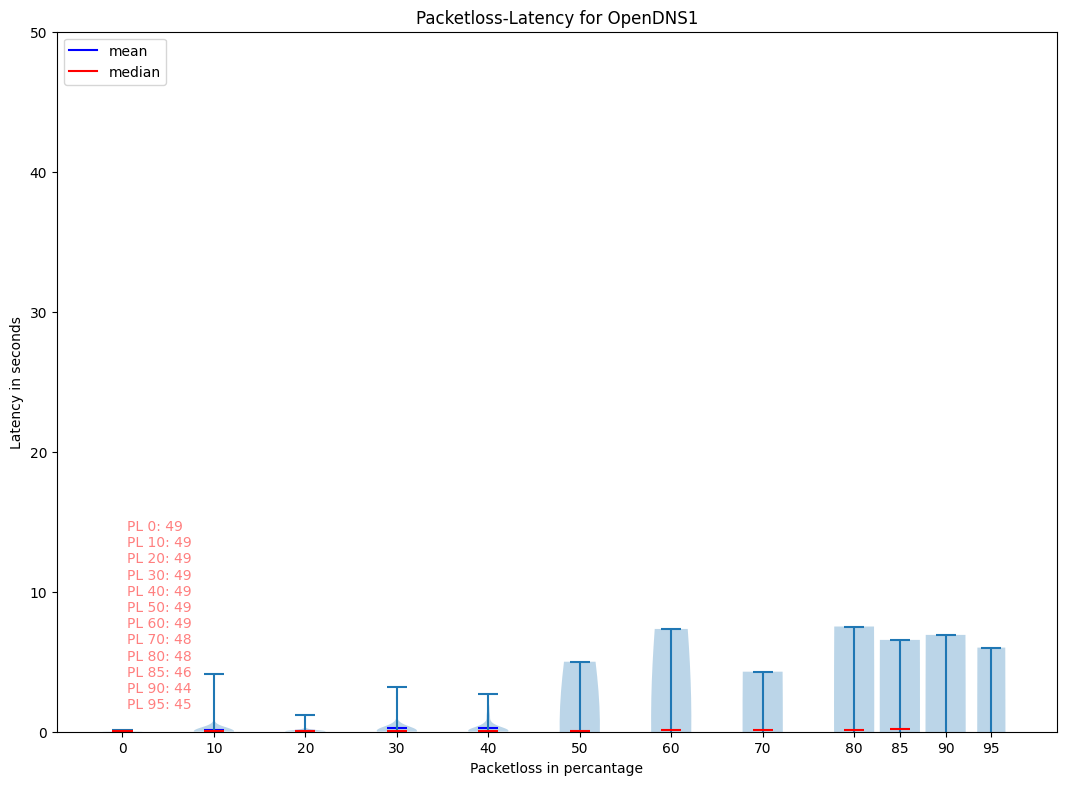 Packetloss-Latency for OpenDNS1
mean
median
Latency in seconds
50
40
30
20
10
0
PL 0: 49
PL 10: 49
PL 20: 49
PL 30: 49
PL 40: 49
PL 50: 49
PL 60: 49
PL 70: 48
PL 80: 48
PL 85: 46
PL 90: 44
PL 95: 45
0 10 20 30 40 50 60 70 80 85 90 95
Packetloss in percantage